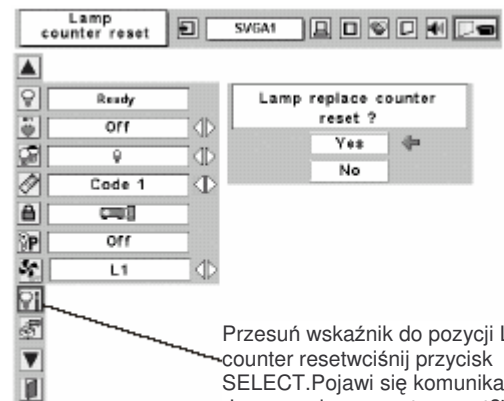 Lamp
counter reset
SVGA1
Ready
Off
Code 1
Off
L1
Lamp replace counter
reset ?
Yes
No
Przesuń wskaźnik do pozycji
counter resetwciśnij przycisk
SELECT.Pojawi się